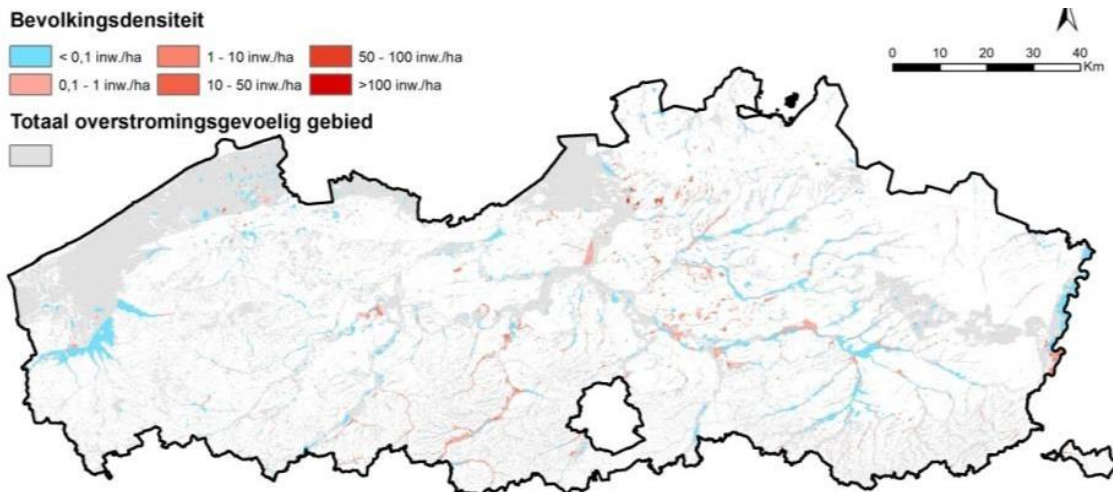 Bevolkingsdensiteit
< 0,1 inw./ha 1 - 10 inw./ha 50 - 100 inw./ha
0,1 - 1 inw./ha 10 - 50 inw./ha >100 inw./ha
Totaal overstromingsgevoelig gebied
0 10 20 30 40
Km